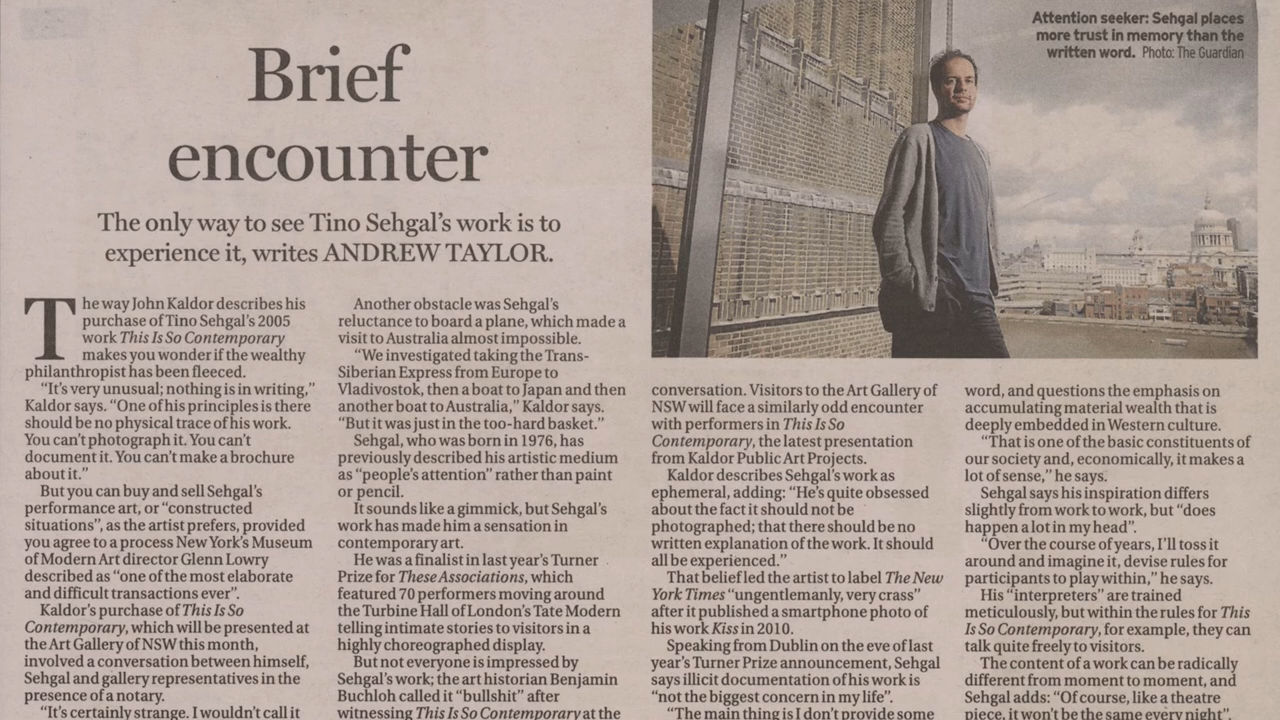 Brief
encounter
The only way to see Tino Sehgal's work is to
experience it, writes ANDREW TAYLOR.
Attention seeker: Sehgal places
more trust in memory than the
written word. Photo: The Guardian
The way John Kaldor describes his
purchase of Tino Sehgal's 2005
work This Is So Contemporary
makes you wonder if the wealthy
philanthropist has been fleeced.
"It's very unusual; nothing is in writing,"
Kaldor says. "One of his principles is there
should be no physical trace of his work.
You can't photograph it. You can't
document it. You can't make a brochure
about it."
But you can buy and sell Sehgal's
performance art, or "constructed
situations", as the artist prefers, provided
you agree to a process New York's Museum
of Modern Art director Glenn Lowry
described as "one of the most elaborate
and difficult transactions ever".
Kaldor's purchase of This Is So
Contemporary, which will be presented at
the Art Gallery of NSW this month,
involved a conversation between himself,
Sehgal and gallery representatives in the
presence of a notary.
"It's certainly strange. I wouldn't call it
Another obstacle was Sehgal's
reluctance to board a plane, which made a
visit to Australia almost impossible.
"We investigated taking the Trans-
Siberian Express from Europe to
Vladivostok, then a boat to Japan and then
another boat to Australia," Kaldor says.
"But it was just in the too-hard basket."
Sehgal, who was born in 1976, has
previously described his artistic medium
as "people's attention" rather than paint
or pencil.
It sounds like a gimmick, but Sehgal's
work has made him a sensation in
contemporary art.
He was a finalist in last year's Turner
Prize for These Associations, which
featured 70 performers moving around
the Turbine Hall of London's Tate Modern
telling intimate stories to visitors in a
highly choreographed display.
But not everyone is impressed by
Sehgal's work; the art historian Benjamin
Buchloh called it "bullshit" after
witnessing This Is So Contemporary at the
conversation. Visitors to the Art Gallery of
NSW will face a similarly odd encounter
with performers in This Is So
Contemporary, the latest presentation
from Kaldor Public Art Projects.
Kaldor describes Sehgal's work as
ephemeral, adding: "He's quite obsessed
about the fact it should not be
photographed; that there should be no
written explanation of the work. It should
all be experienced."
That belief led the artist to label The New
York Times "ungentlemanly, very crass"
after it published a smartphone photo of
his work Kiss in 2010.
Speaking from Dublin on the eve of last
year's Turner Prize announcement, Sehgal
says illicit documentation of his work is
"not the biggest concern in my life".
"The main thing is I don't provide some
word, and questions the emphasis on
accumulating material wealth that is
deeply embedded in Western culture.
"That is one of the basic constituents of
our society and, economically, it makes a
lot of sense," he says.
Sehgal says his inspiration differs
slightly from work to work, but "does
happen a lot in my head".
"Over the course of years, I'll toss it
around and imagine it, devise rules for
participants to play within," he says.
His "interpreters" are trained
meticulously, but within the rules for This
Is So Contemporary, for example, they can
talk quite freely to visitors.
The content of a work can be radically
different from moment to moment, and
Sehgal adds: "Of course, like a theatre
piece, it won't be the same every night".